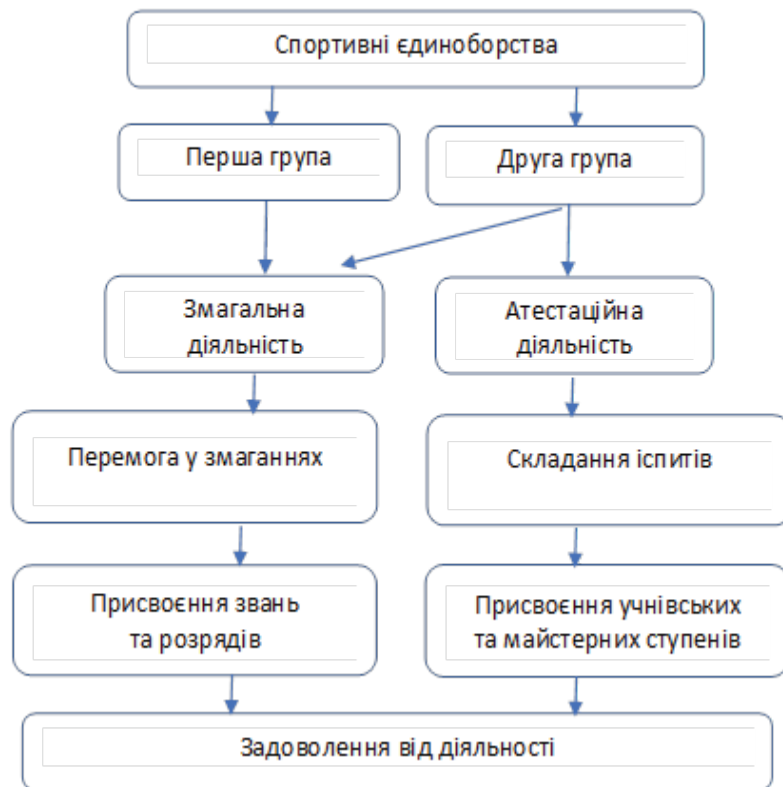 Спортивні єдиноборства
Перша група
Друга група
Змагальна
діяльність
Атестаційна
діяльність
Перемога у змаганнях
Складання іспитів
Присвоєння звань
та розрядів
Присвоєння учнівських
та майстерних ступенів
Задоволення від діяльності